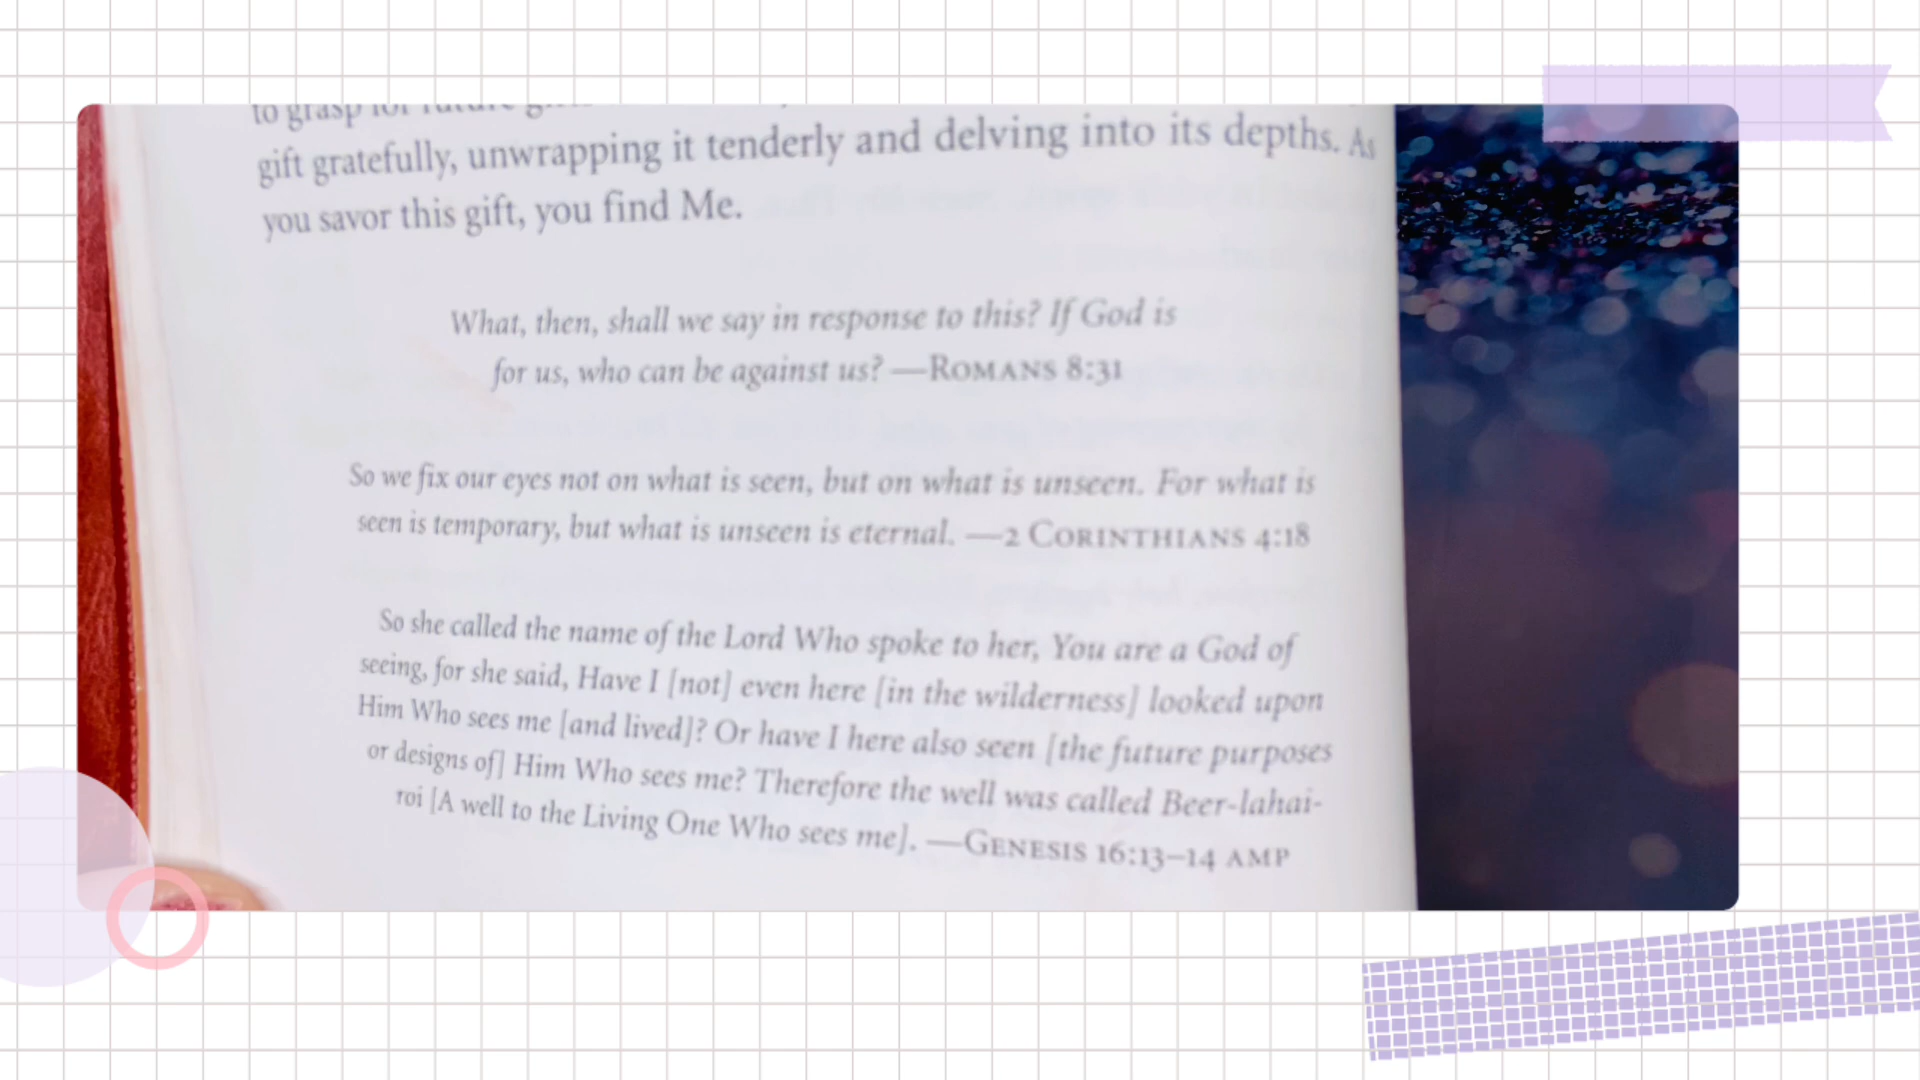 to grasp for future
gift gratefully, unwrapping it tenderly and delving into its depths. As
you savor this gift, you find Me.
What, then, shall we say in response to this? If God is
for us, who can be against us? —Romans 8:31
So we fix our eyes not on what is seen, but on what is unseen. For what is
seen is temporary, but what is unseen is eternal. —2 Corinthians 4:18
So she called the name of the Lord Who spoke to her, You are a God of
seeing, for she said, Have I [not] even here [in the wilderness] looked upon
Him Who sees me [and lived]? Or have I here also seen [the future purposes
or designs of] Him Who sees me? Therefore the well was called Beer-lahai-
roi [A well to the Living One Who sees me]. —Genesis 16:13–14 AMP